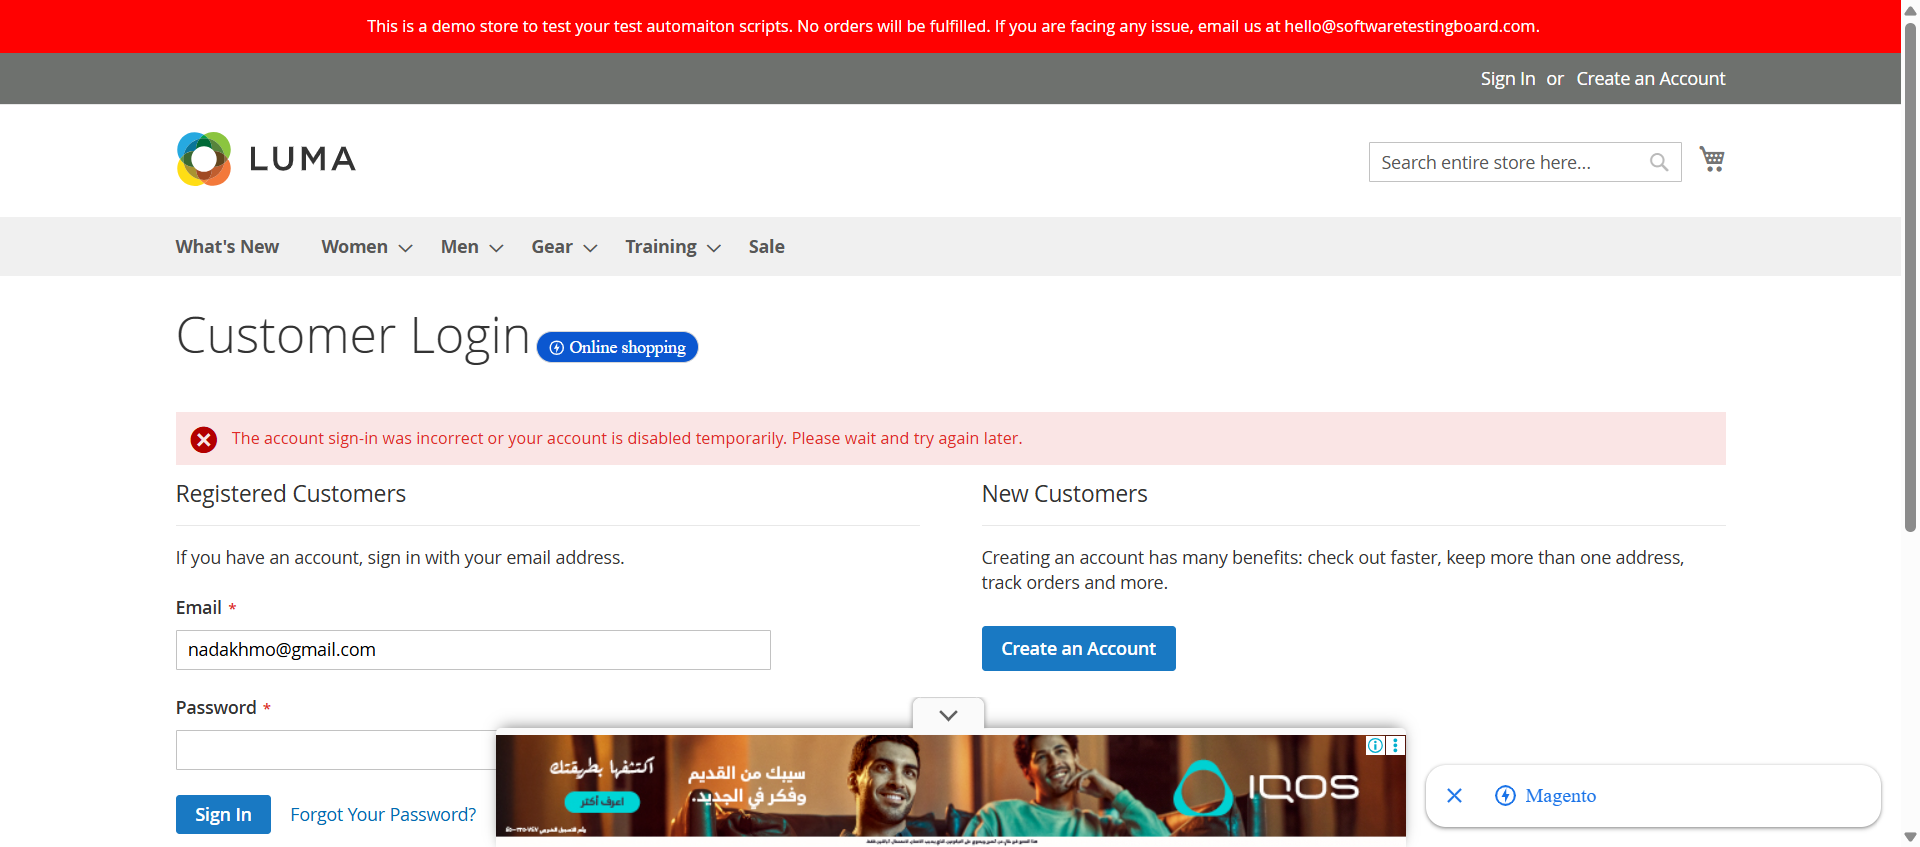 This is a demo store to test your test automaiton scripts. No orders will be fulfilled. If you are facing any issue, email us at hello@softwaretestingboard.com.
Sign In or Create an Account
LUMA
Search entire store here...
What's New Women Men Gear Training Sale
Customer Login
Online shopping
The account sign-in was incorrect or your account is disabled temporarily. Please wait and try again later.
Registered Customers
If you have an account, sign in with your email address.
Email *
nadakhmo@gmail.com
Password *
Sign In Forgot Your Password?
New Customers
Creating an account has many benefits: check out faster, keep more than one address,
track orders and more.
Create an Account
اكتشفها بطريقتك
اعرف أكثر
سيبك من القديم
وفكر في الجديد.
IQOS
Magento